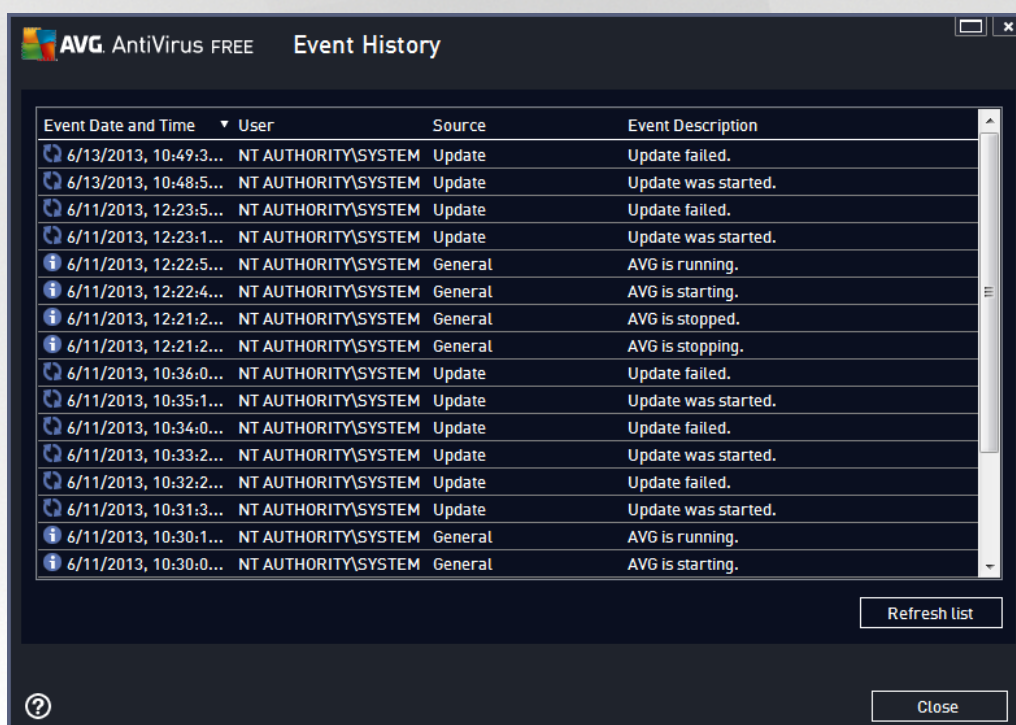 AVG. AntiVirus FREE Event History
Event Date and Time User Source Event Description
6/13/2013, 10:49:3... NT AUTHORITY\SYSTEM Update Update failed.
6/13/2013, 10:48:5... NT AUTHORITY\SYSTEM Update Update was started.
6/11/2013, 12:23:5... NT AUTHORITY\SYSTEM Update Update failed.
6/11/2013, 12:23:1... NT AUTHORITY\SYSTEM Update Update was started.
6/11/2013, 12:22:5... NT AUTHORITY\SYSTEM General AVG is running.
6/11/2013, 12:22:4... NT AUTHORITY\SYSTEM General AVG is starting.
6/11/2013, 12:21:2... NT AUTHORITY\SYSTEM General AVG is stopped.
6/11/2013, 12:21:2... NT AUTHORITY\SYSTEM General AVG is stopping.
6/11/2013, 10:36:0... NT AUTHORITY\SYSTEM Update Update failed.
6/11/2013, 10:35:1... NT AUTHORITY\SYSTEM Update Update was started.
6/11/2013, 10:34:0... NT AUTHORITY\SYSTEM Update Update failed.
6/11/2013, 10:33:2... NT AUTHORITY\SYSTEM Update Update was started.
6/11/2013, 10:32:2... NT AUTHORITY\SYSTEM Update Update failed.
6/11/2013, 10:31:3... NT AUTHORITY\SYSTEM Update Update was started.
6/11/2013, 10:30:1... NT AUTHORITY\SYSTEM General AVG is running.
6/11/2013, 10:30:0... NT AUTHORITY\SYSTEM General AVG is starting.
Refresh list
Close